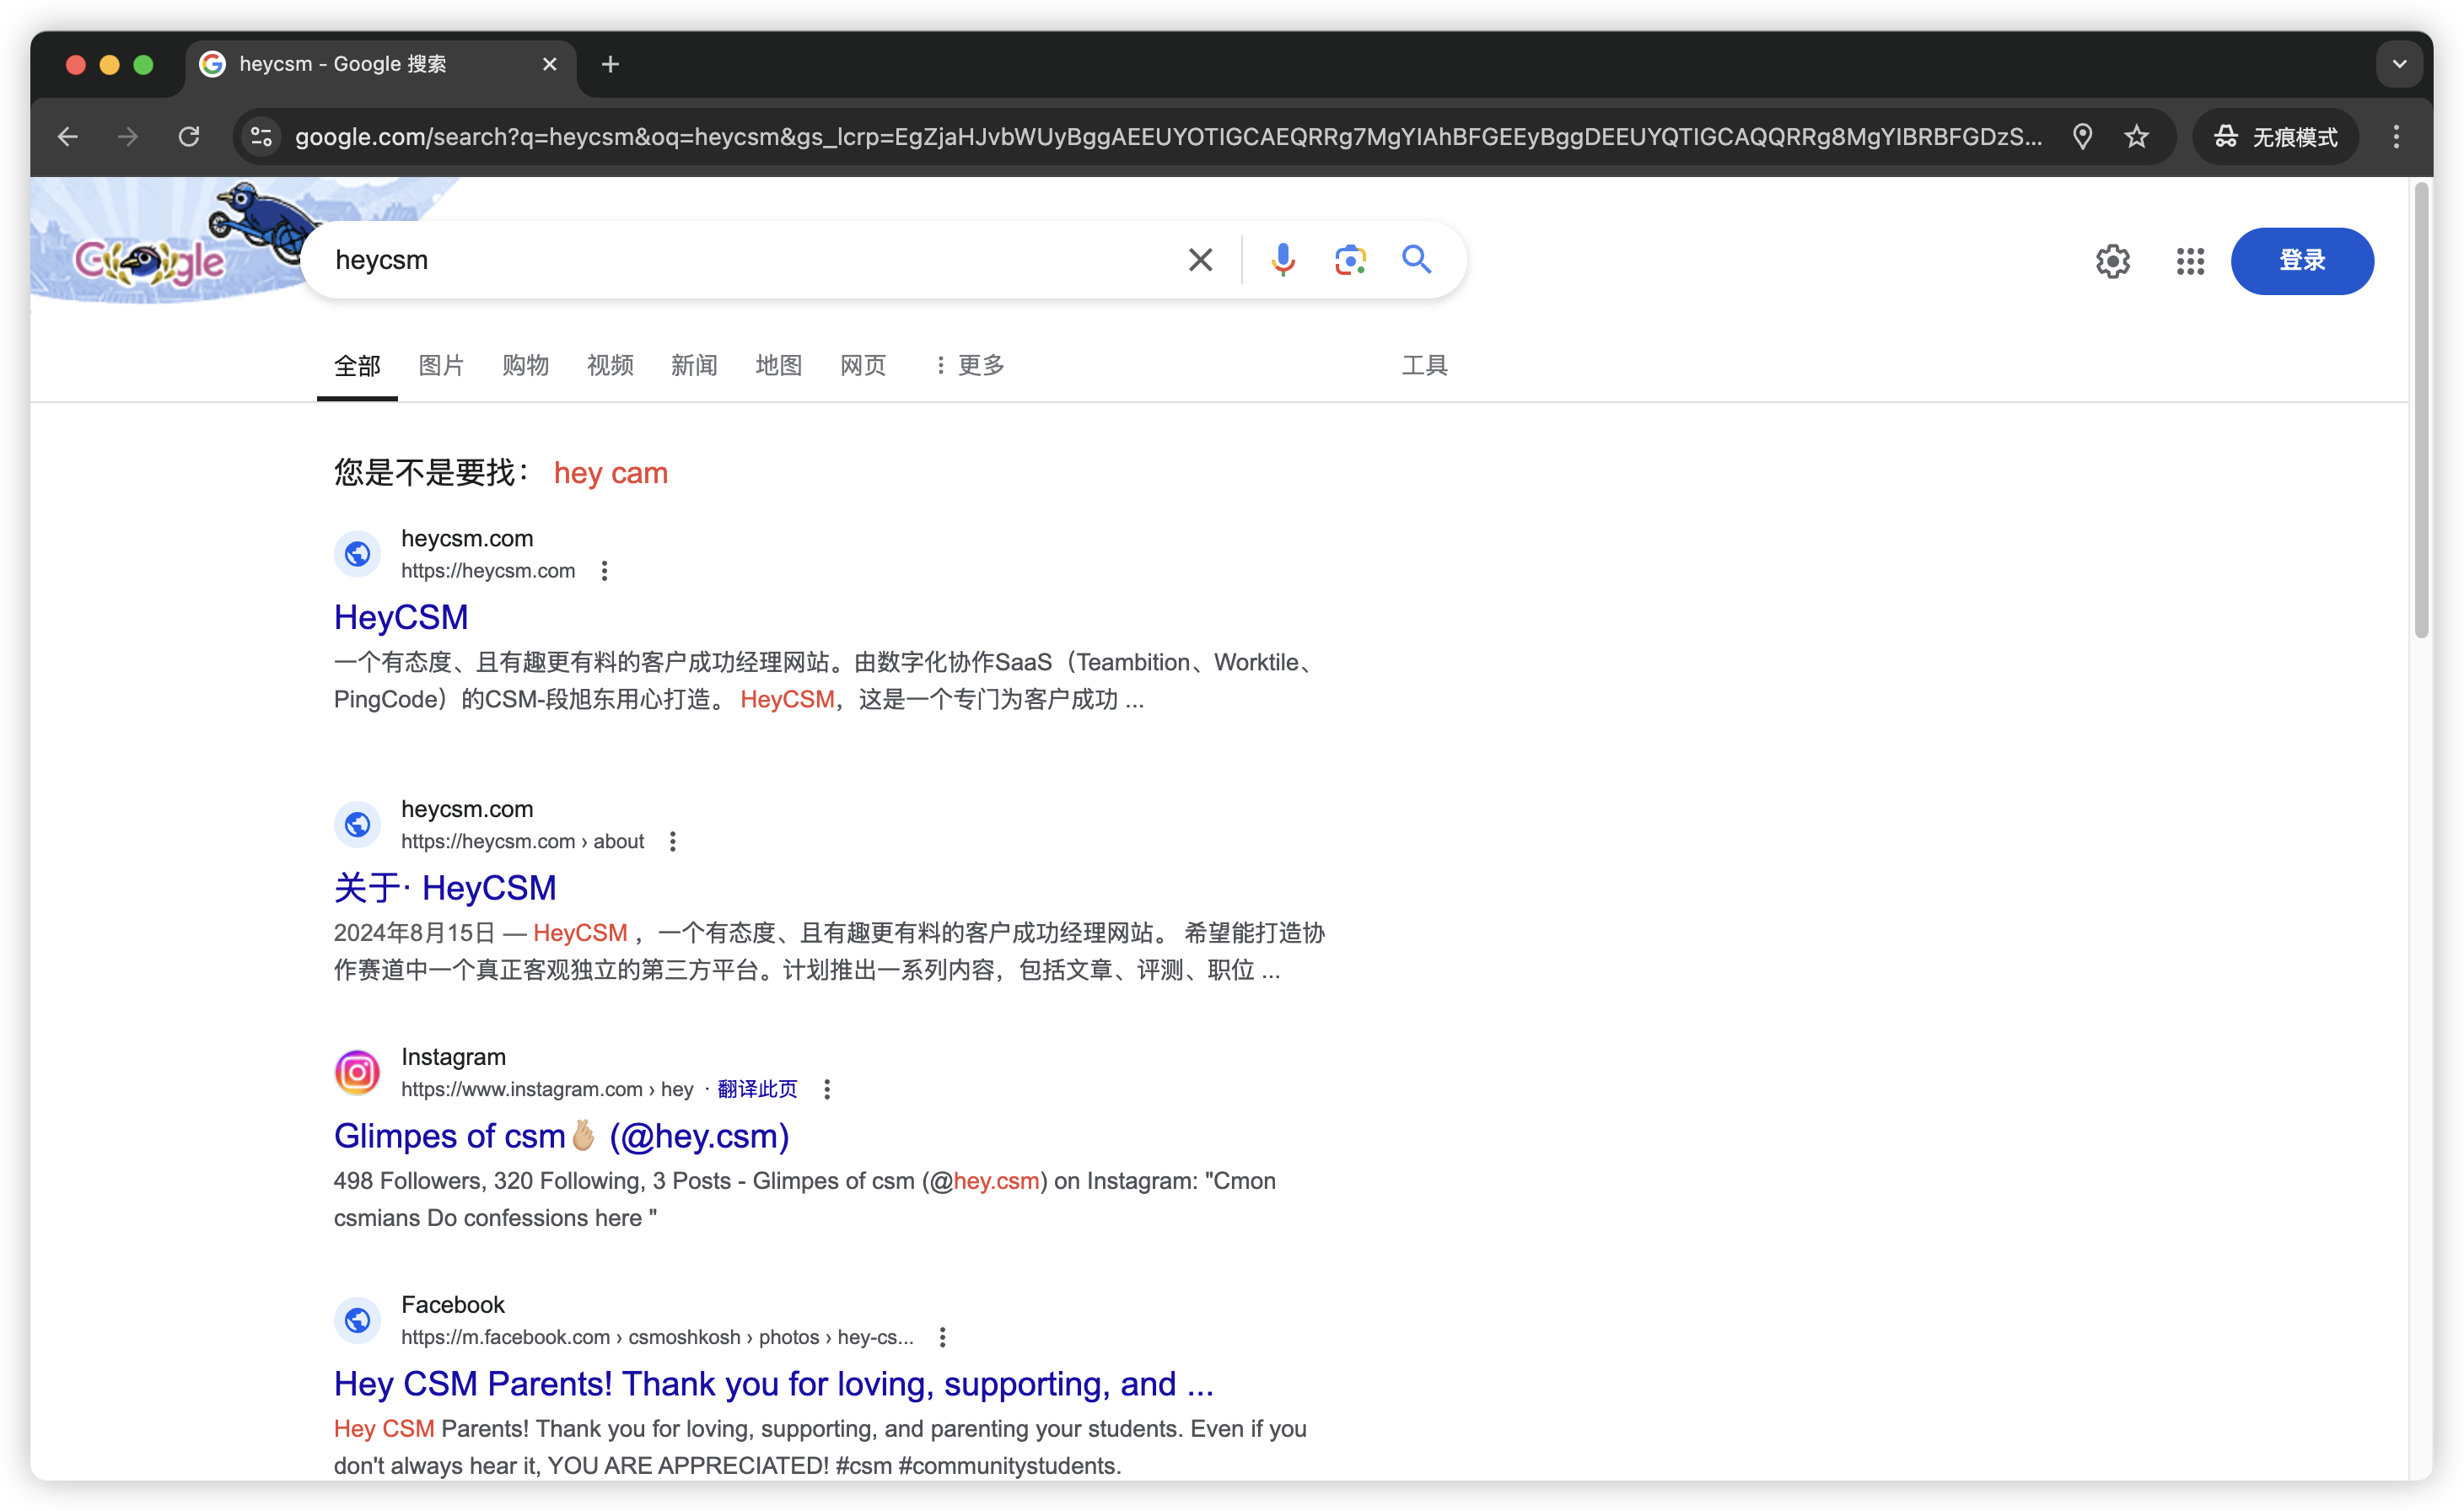 heycsm - Google 搜索
google.com/search?q=heycsm&oq=heycsm&gs_lcrp=EgZjaHJvbWUyBggAEEUYOTIGCAEQRRg7MgYIAhBFGEEyBggDEEUYQTIGCAQQRRg8MgYIBRBFGDzS...
无痕模式
Google
heycsm
登录
全部 图片 购物 视频 新闻 地图 网页 更多 工具
您是不是要找： hey cam
heycsm.com
https://heycsm.com
HeyCSM
一个有态度、且有趣更有料的客户成功经理网站。由数字化协作SaaS（Teambition、Worktile、
PingCode）的CSM-段旭东用心打造。 HeyCSM，这是一个专门为客户成功 ...
heycsm.com
https://heycsm.com › about
关于· HeyCSM
2024年8月15日 — HeyCSM ，一个有态度、且有趣更有料的客户成功经理网站。 希望能打造协
作赛道中一个真正客观独立的第三方平台。计划推出一系列内容，包括文章、评测、职位 ...
Instagram
https://www.instagram.com › hey · 翻译此页
Glimpes of csm🫰🏼 (@hey.csm)
498 Followers, 320 Following, 3 Posts - Glimpes of csm (@hey.csm) on Instagram: "Cmon
csmians Do confessions here "
Facebook
https://m.facebook.com › csmoshkosh › photos › hey-cs...
Hey CSM Parents! Thank you for loving, supporting, and ...
Hey CSM Parents! Thank you for loving, supporting, and parenting your students. Even if you
don't always hear it, YOU ARE APPRECIATED! #csm #communitystudents.